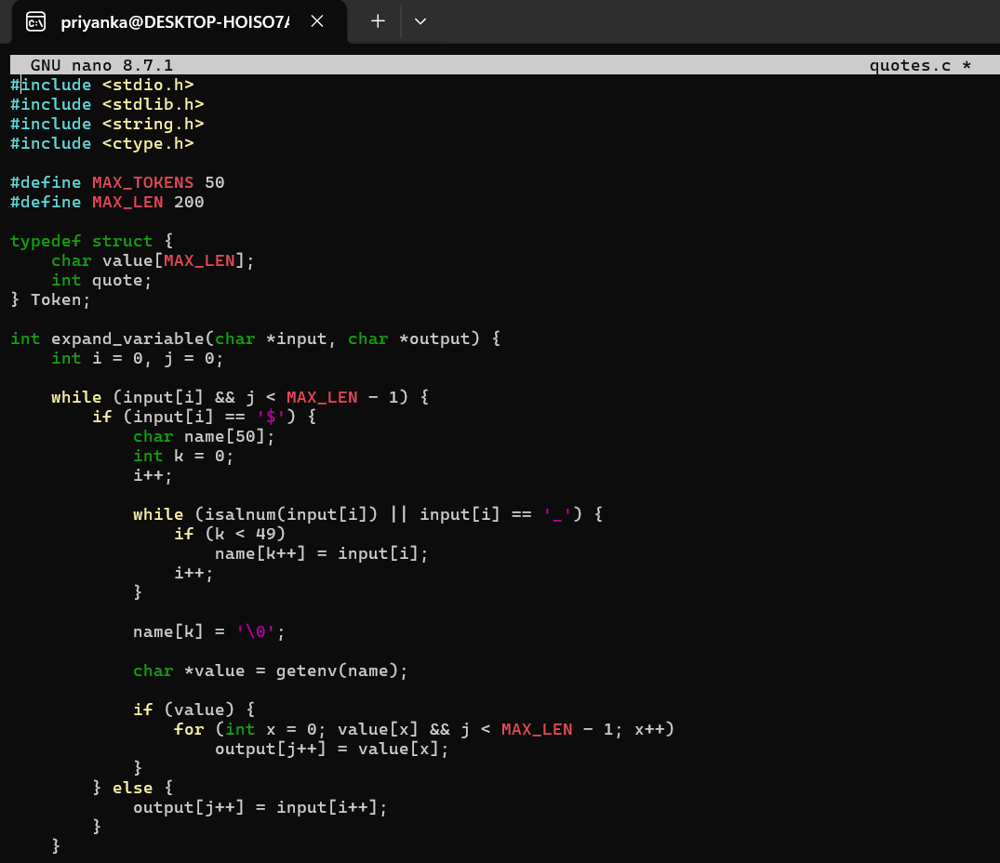 priyanka@DESKTOP-HOISO7
GNU nano 8.7.1 quotes.c *
#include <stdio.h>
#include <stdlib.h>
#include <string.h>
#include <ctype.h>

#define MAX_TOKENS 50
#define MAX_LEN 200

typedef struct {
    char value[MAX_LEN];
    int quote;
} Token;

int expand_variable(char *input, char *output) {
    int i = 0, j = 0;

    while (input[i] && j < MAX_LEN - 1) {
        if (input[i] == '$') {
            char name[50];
            int k = 0;
            i++;

            while (isalnum(input[i]) || input[i] == '_') {
                if (k < 49)
                    name[k++] = input[i];
                i++;
            }

            name[k] = '\0';

            char *value = getenv(name);

            if (value) {
                for (int x = 0; value[x] && j < MAX_LEN - 1; x++)
                    output[j++] = value[x];
            }
        } else {
            output[j++] = input[i++];
        }
    }